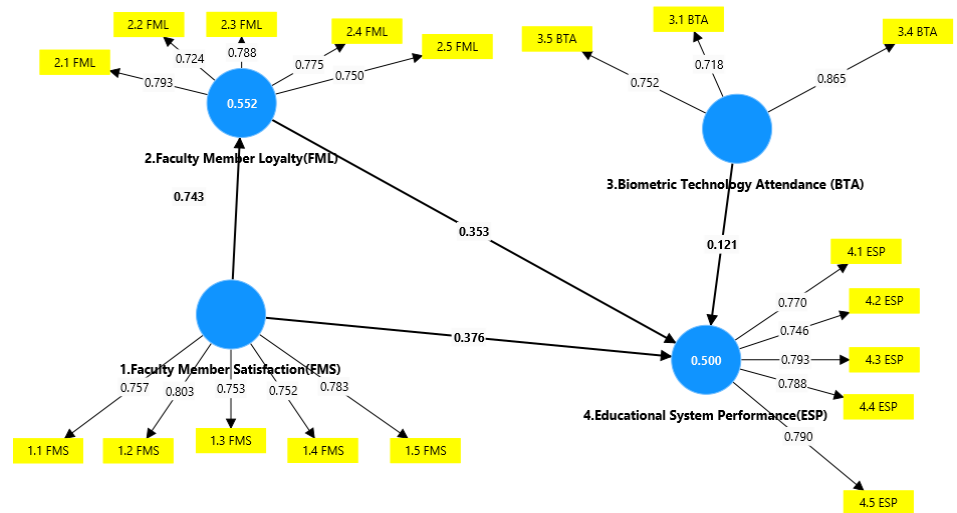 2.2 FML
2.3 FML
2.4 FML
2.1 FML
2.5 FML
0.724
0.788
0.775
0.793
0.750
0.552
2.Faculty Member Loyalty(FML)
3.5 BTA
3.1 BTA
3.4 BTA
0.752
0.718
0.865
3.Biometric Technology Attendance (BTA)
0.743
0.353
0.121
0.376
1.Faculty Member Satisfaction(FMS)
0.757
0.803
0.753
0.752
0.783
1.1 FMS
1.2 FMS
1.3 FMS
1.4 FMS
1.5 FMS
0.500
4.Educational System Performance(ESP)
0.770
0.746
0.793
0.788
0.790
4.1 ESP
4.2 ESP
4.3 ESP
4.4 ESP
4.5 ESP